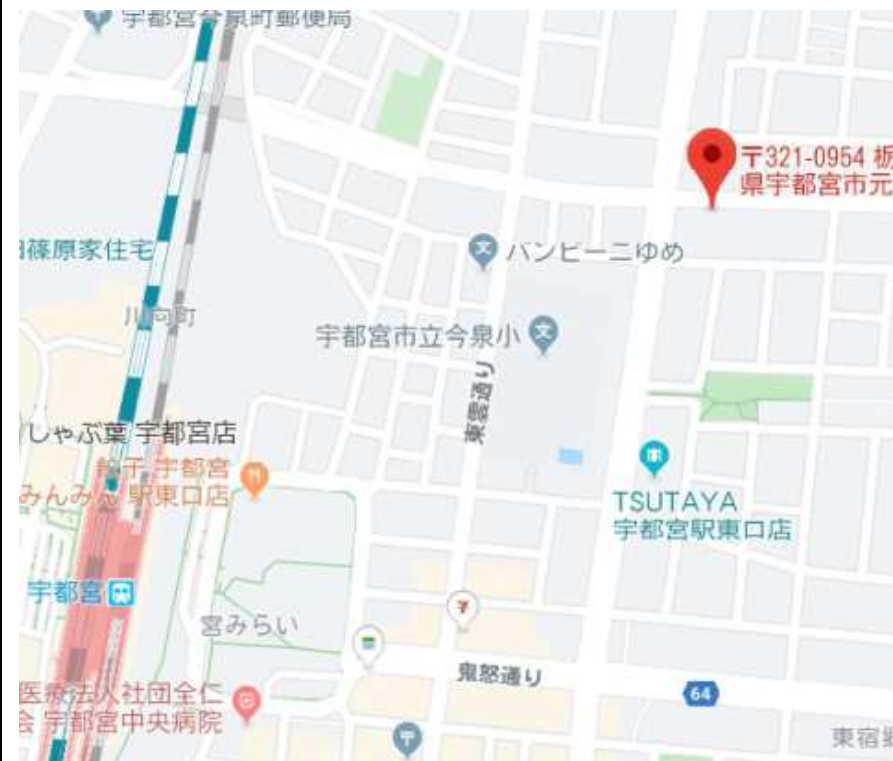 宇都宮今泉町郵便局
〒321-0954 栃
県宇都宮市元
篠原家住宅
バンビーニゆめ
川向町
宇都宮市立今泉小
東通り
しゃぶ葉 宇都宮店
餃子 宇都宮
みんみん 駅東口店
TSUTAYA
宇都宮駅東口店
宇都宮
宮みらい
鬼怒通り
64
医療法人社団全仁
会 宇都宮中央病院
東宿郷